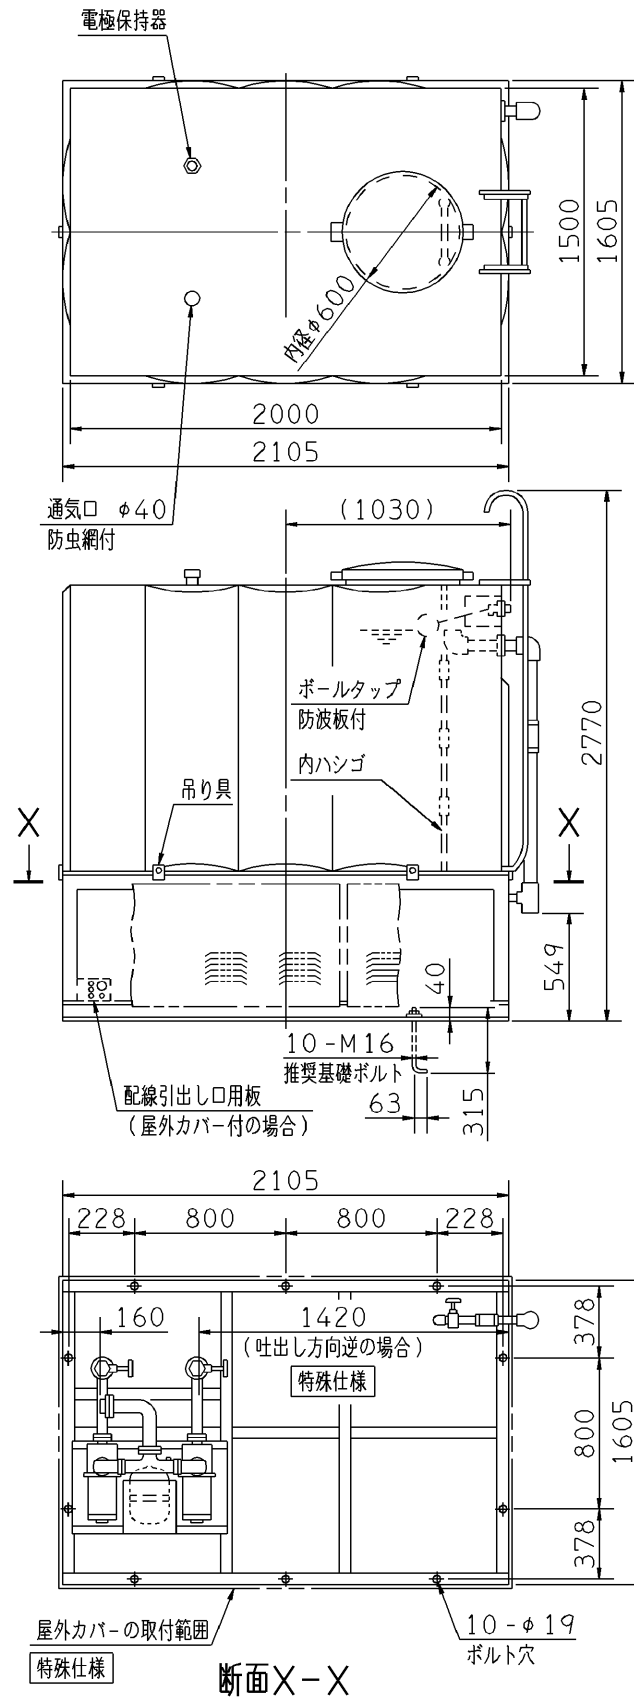 電極保持器
1500
1605
内径φ600
2000
2105
通気口 φ40
防虫網付
(1030)
ボールタップ
防波板付
2770
内ハシゴ
吊り具
X
X
549
40
10-M16
推奨基礎ボルト
配線引出し口用板
(屋外カバー付の場合)
63
315
2105
228
800
800
228
160
1420
(吐出し方向逆の場合)
特殊仕様
378
800
1605
378
屋外カバーの取付範囲
特殊仕様
10-φ19
ボルト穴
断面X-X